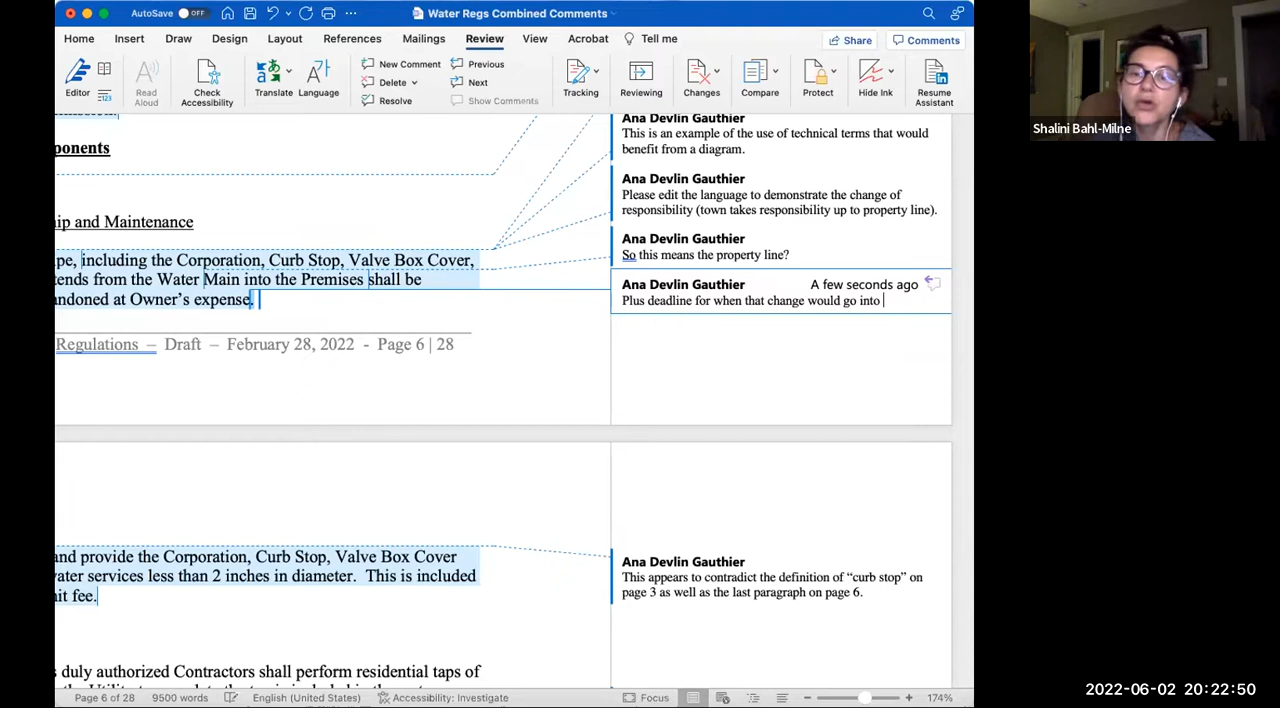 AutoSave OFF
Water Regs Combined Comments
Home Insert Draw Design Layout References Mailings Review View Acrobat Tell me
Share Comments
Editor
Read Aloud
Check Accessibility
Translate Language
New Comment
Delete
Resolve
Previous
Next
Show Comments
Tracking
Reviewing
Changes
Compare
Protect
Hide Ink
Resume Assistant
Shalini Bahl-Milne
ponents
ip and Maintenance
pe, including the Corporation, Curb Stop, Valve Box Cover,
tends from the Water Main into the Premises shall be
andoned at Owner's expense.
Regulations – Draft – February 28, 2022 - Page 6 | 28
and provide the Corporation, Curb Stop, Valve Box Cover
vater services less than 2 inches in diameter. This is included
it fee.
s duly authorized Contractors shall perform residential taps of
Ana Devlin Gauthier
This is an example of the use of technical terms that would
benefit from a diagram.
Ana Devlin Gauthier
Please edit the language to demonstrate the change of
responsibility (town takes responsibility up to property line).
Ana Devlin Gauthier
So this means the property line?
Ana Devlin Gauthier A few seconds ago
Plus deadline for when that change would go into
Ana Devlin Gauthier
This appears to contradict the definition of “curb stop” on
page 3 as well as the last paragraph on page 6.
Page 6 of 28 9500 words English (United States) Accessibility: Investigate Focus 174%
2022-06-02 20:22:50